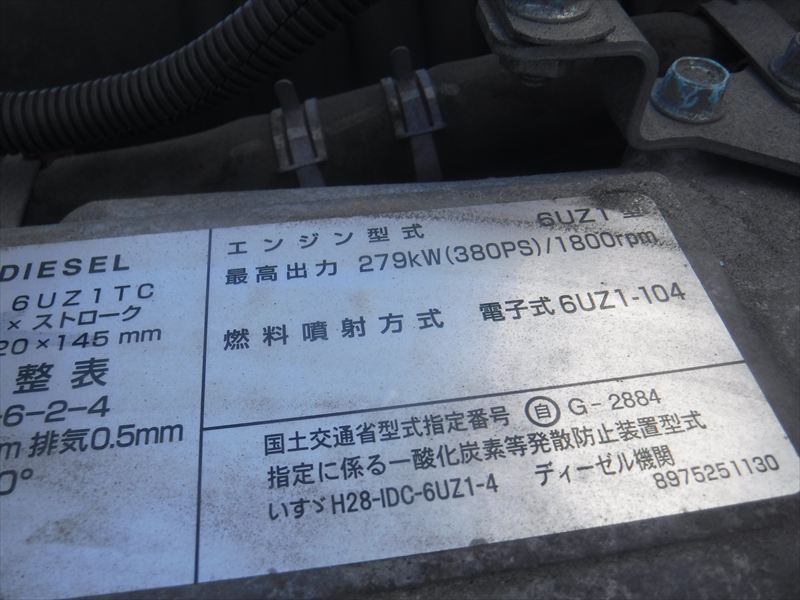 DIESEL
6UZ1TC
×ストローク
20×145 mm
整表
-6-2-4
m 排気0.5mm
0°
エンジン型式 6UZ1
最高出力 279kW(380PS)/1800rpm
燃料噴射方式 電子式6UZ1-104
国土交通省型式指定番号 自 G-2884
指定に係る一酸化炭素等発散防止装置型式
いすゞH28-IDC-6UZ1-4 ディーゼル機関
8975251130